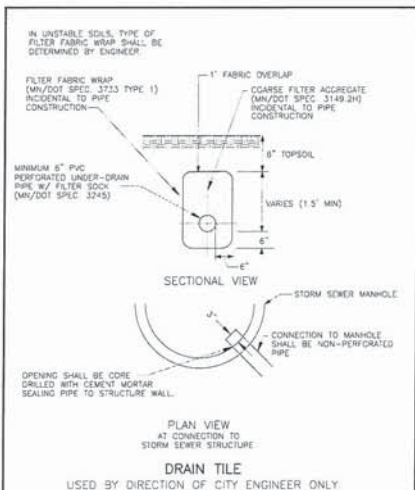 IN UNSTABLE SOILS, TYPE OF
FILTER FABRIC WRAP SHALL BE
DETERMINED BY ENGINEER
FILTER FABRIC WRAP
(MN/DOT SPEC. 3733 TYPE 1)
INCIDENTAL TO PIPE
CONSTRUCTION
1' FABRIC OVERLAP
COARSE FILTER AGGREGATE
(MN/DOT SPEC 3149.2H)
INCIDENTAL TO PIPE
CONSTRUCTION
6" TOPSOIL
MINIMUM 6" PVC
PERFORATED UNDER-DRAIN
PIPE W/ FILTER SOCK
(MN/DOT SPEC 3245)
VARIES (1.5' MIN)
6"
6"
SECTIONAL VIEW
STORM SEWER MANHOLE
CONNECTION TO MANHOLE
SHALL BE NON-PERFORATED
PIPE
OPENING SHALL BE CORE
DRILLED WITH CEMENT MORTAR
SEALING PIPE TO STRUCTURE WALL.
PLAN VIEW
AT CONNECTION TO
STORM SEWER STRUCTURE
DRAIN TILE
USED BY DIRECTION OF CITY ENGINEER ONLY